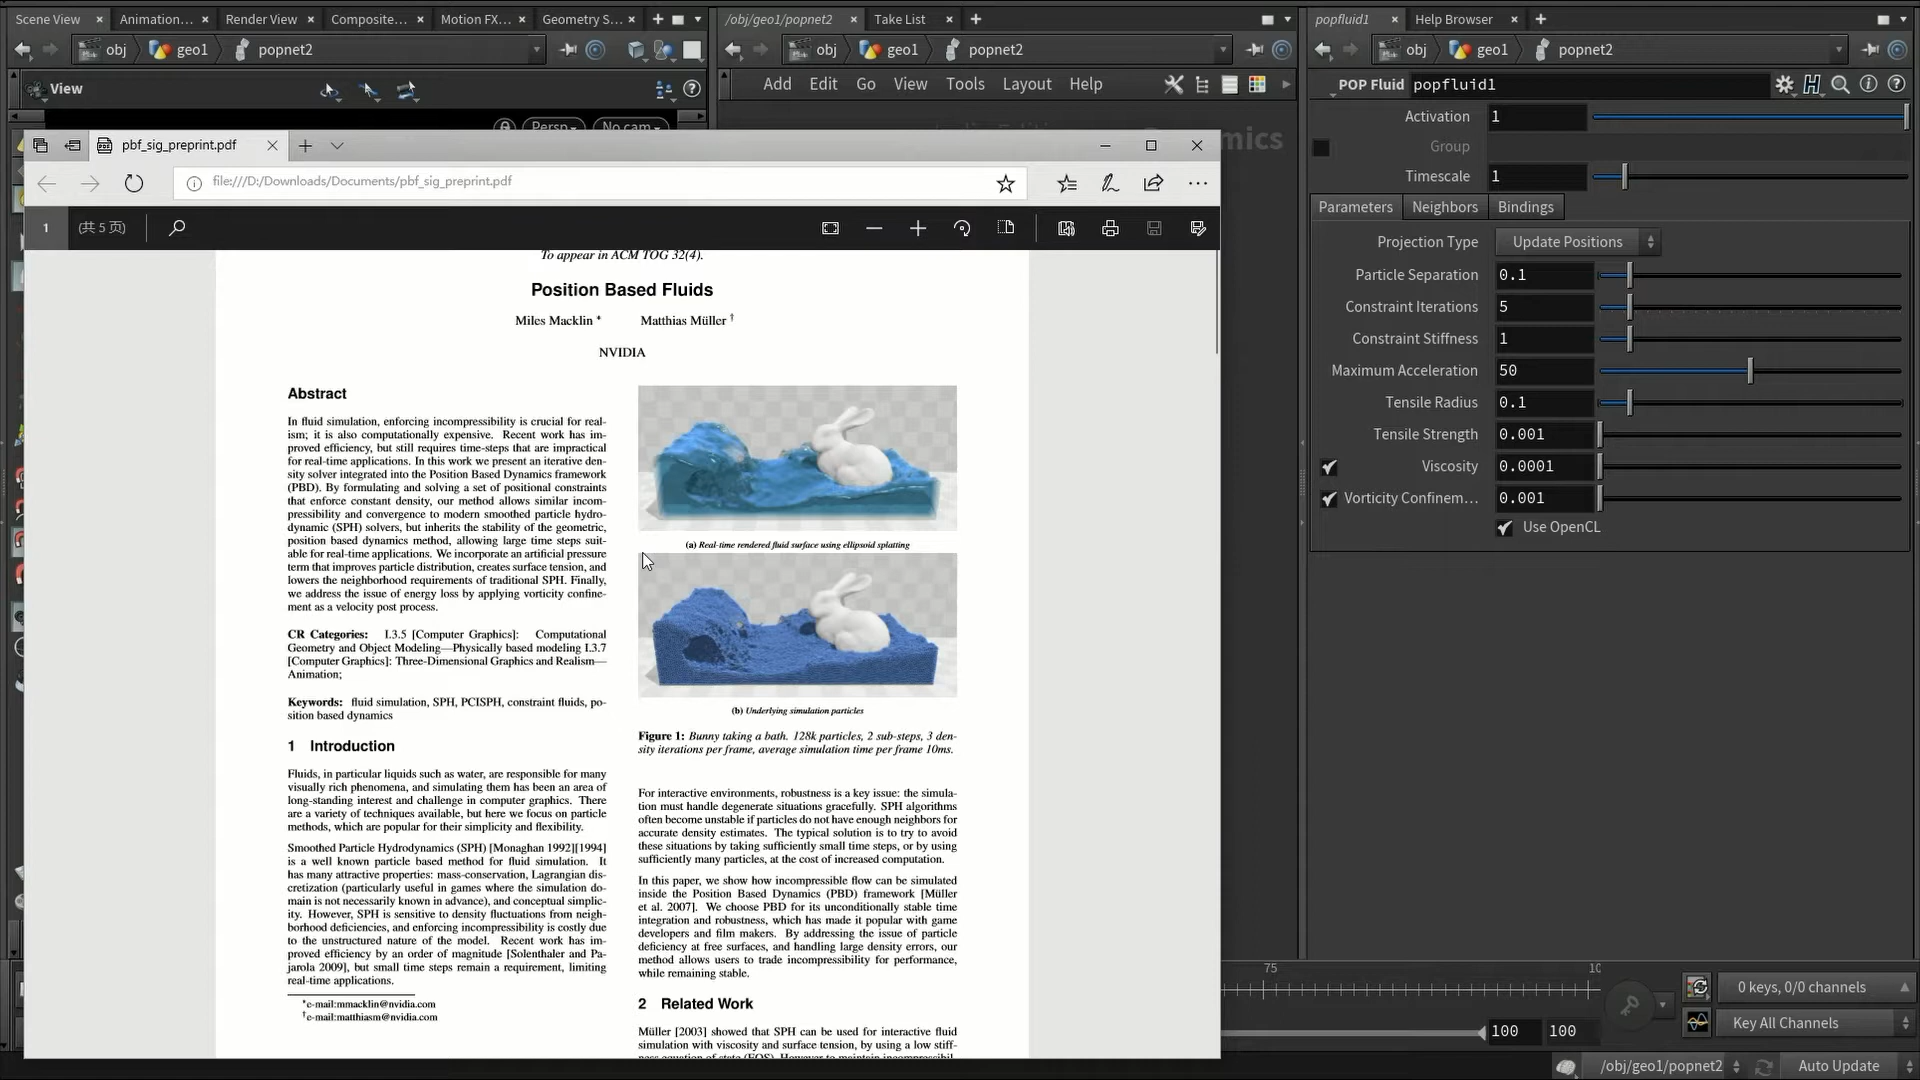 Scene View
Animation...
Render View
Composite...
Motion FX...
Geometry S...
/obj/geo1/popnet2
Take List
popfluid1
Help Browser
obj
geo1
popnet2
obj
geo1
popnet2
obj
geo1
popnet2
View
Add
Edit
Go
View
Tools
Layout
Help
POP Fluid
popfluid1
Persp
No cam
Activation
1
Group
Timescale
1
Parameters
Neighbors
Bindings
Projection Type
Update Positions
Particle Separation
0.1
Constraint Iterations
5
Constraint Stiffness
1
Maximum Acceleration
50
Tensile Radius
0.1
Tensile Strength
0.001
Viscosity
0.0001
Vorticity Confinem...
0.001
Use OpenCL
pbf_sig_preprint.pdf
file:///D:/Downloads/Documents/pbf_sig_preprint.pdf
1
(共 5 页)
To appear in ACM TOG 32(4).
Position Based Fluids
Miles Macklin *
Matthias Müller †
NVIDIA
Abstract
In fluid simulation, enforcing incompressibility is crucial for real-
ism; it is also computationally expensive. Recent work has im-
proved efficiency, but still requires time-steps that are impractical
for real-time applications. In this work we present an iterative den-
sity solver integrated into the Position Based Dynamics framework
(PBD). By formulating and solving a set of positional constraints
that enforce constant density, our method allows similar incom-
pressibility and convergence to modern smoothed particle hydro-
dynamic (SPH) solvers, but inherits the stability of the geometric,
position based dynamics method, allowing large time steps suit-
able for real-time applications. We incorporate an artificial pressure
term that improves particle distribution, creates surface tension, and
lowers the neighborhood requirements of traditional SPH. Finally,
we address the issue of energy loss by applying vorticity confine-
ment as a velocity post process.
CR Categories: I.3.5 [Computer Graphics]: Computational
Geometry and Object Modeling—Physically based modeling I.3.7
[Computer Graphics]: Three-Dimensional Graphics and Realism—
Animation;
Keywords: fluid simulation, SPH, PCISPH, constraint fluids, po-
sition based dynamics
1 Introduction
Fluids, in particular liquids such as water, are responsible for many
visually rich phenomena, and simulating them has been an area of
long-standing interest and challenge in computer graphics. There
are a variety of techniques available, but here we focus on particle
methods, which are popular for their simplicity and flexibility.
Smoothed Particle Hydrodynamics (SPH) [Monaghan 1992][1994]
is a well known particle based method for fluid simulation. It
has many attractive properties: mass-conservation, Lagrangian dis-
cretization (particularly useful in games where the simulation do-
main is not necessarily known in advance), and conceptual simplic-
ity. However, SPH is sensitive to density fluctuations from neigh-
borhood deficiencies, and enforcing incompressibility is costly due
to the unstructured nature of the model. Recent work has im-
proved efficiency by an order of magnitude [Solenthaler and Pa-
jarola 2009], but small time steps remain a requirement, limiting
real-time applications.
*e-mail:mmacklin@nvidia.com
†e-mail:matthiasm@nvidia.com
(a) Real-time rendered fluid surface using ellipsoid splatting
(b) Underlying simulation particles
Figure 1: Bunny taking a bath. 128k particles, 2 sub-steps, 3 den-
sity iterations per frame, average simulation time per frame 10ms.
For interactive environments, robustness is a key issue: the simula-
tion must handle degenerate situations gracefully. SPH algorithms
often become unstable if particles do not have enough neighbors for
accurate density estimates. The typical solution is to try to avoid
these situations by taking sufficiently small time steps, or by using
sufficiently many particles, at the cost of increased computation.
In this paper, we show how incompressible flow can be simulated
inside the Position Based Dynamics (PBD) framework [Müller
et al. 2007]. We choose PBD for its unconditionally stable time
integration and robustness, which has made it popular with game
developers and film makers. By addressing the issue of particle
deficiency at free surfaces, and handling large density errors, our
method allows users to trade incompressibility for performance,
while remaining stable.
2 Related Work
Müller [2003] showed that SPH can be used for interactive fluid
simulation with viscosity and surface tension, by using a low stiff-
75
0 keys, 0/0 channels
100
100
Key All Channels
/obj/geo1/popnet2
Auto Update